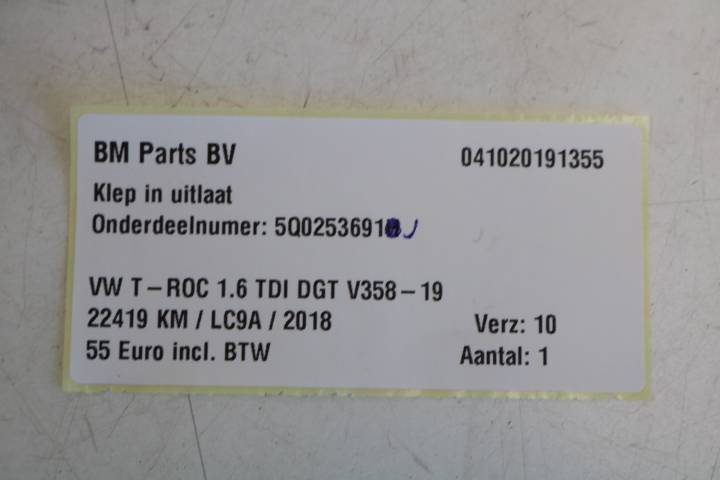 BM Parts BV 041020191355
Klep in uitlaat
Onderdeelnumer:
VW T-ROC 1.6 TDI DGT V358-19
22419 KM / LC9A / 2018 Verz: 10
55 Euro incl. BTW Aantal: 1